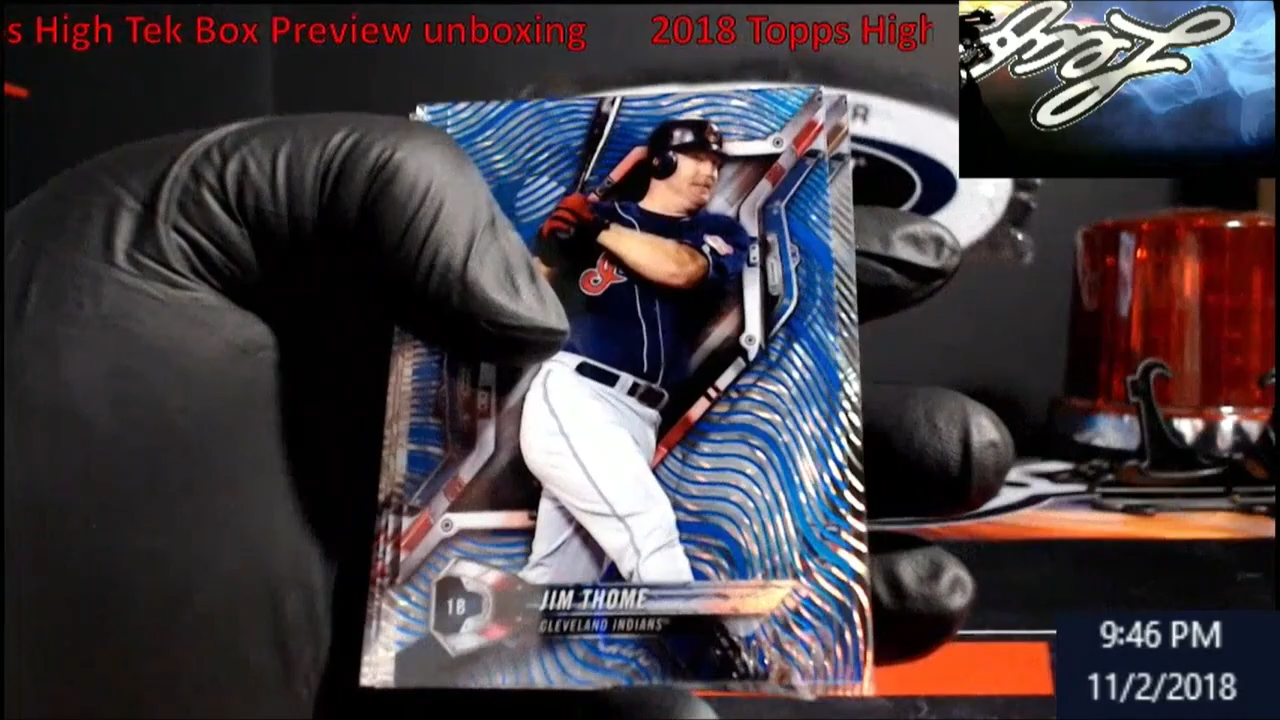 s High Tek Box Preview unboxing 2018 Topps High
R
1B
JIM THOME
CLEVELAND INDIANS
9:46 PM
11/2/2018